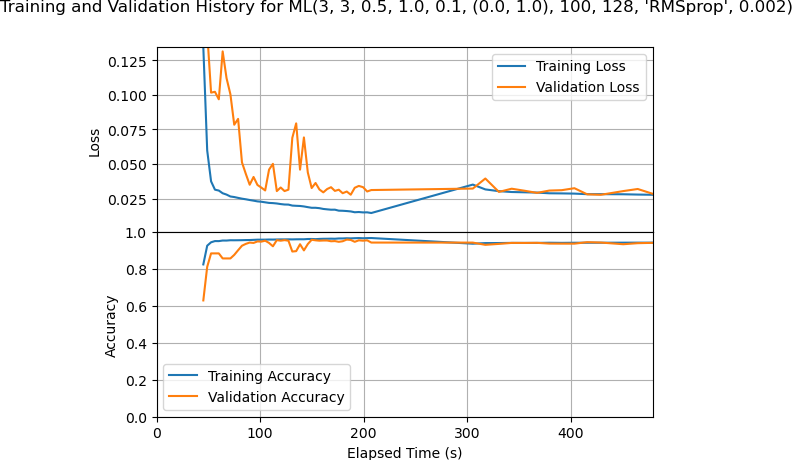 Training and Validation History for ML(3, 3, 0.5, 1.0, 0.1, (0.0, 1.0), 100, 128, 'RMSprop', 0.002)
0.125
0.100
0.075
0.050
0.025
Loss
Training Loss
Validation Loss
1.0
0.8
0.6
0.4
0.2
0.0
Accuracy
Training Accuracy
Validation Accuracy
0
100
200
300
400
Elapsed Time (s)